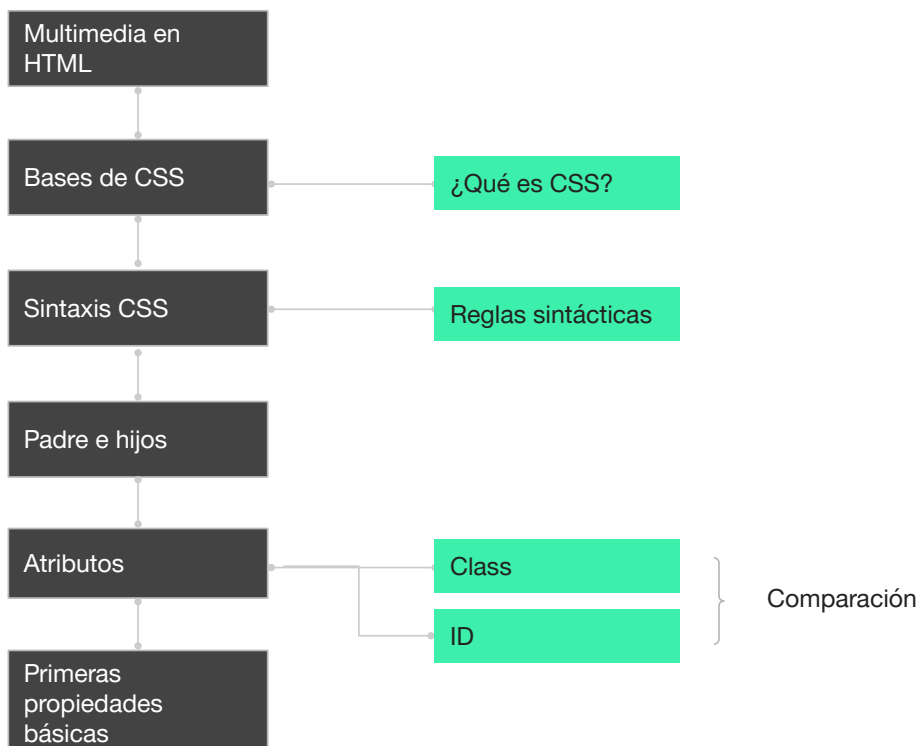 Multimedia en
HTML
Bases de CSS
¿Qué es CSS?
Sintaxis CSS
Reglas sintácticas
Padre e hijos
Atributos
Class
ID
Comparación
Primeras
propiedades
básicas